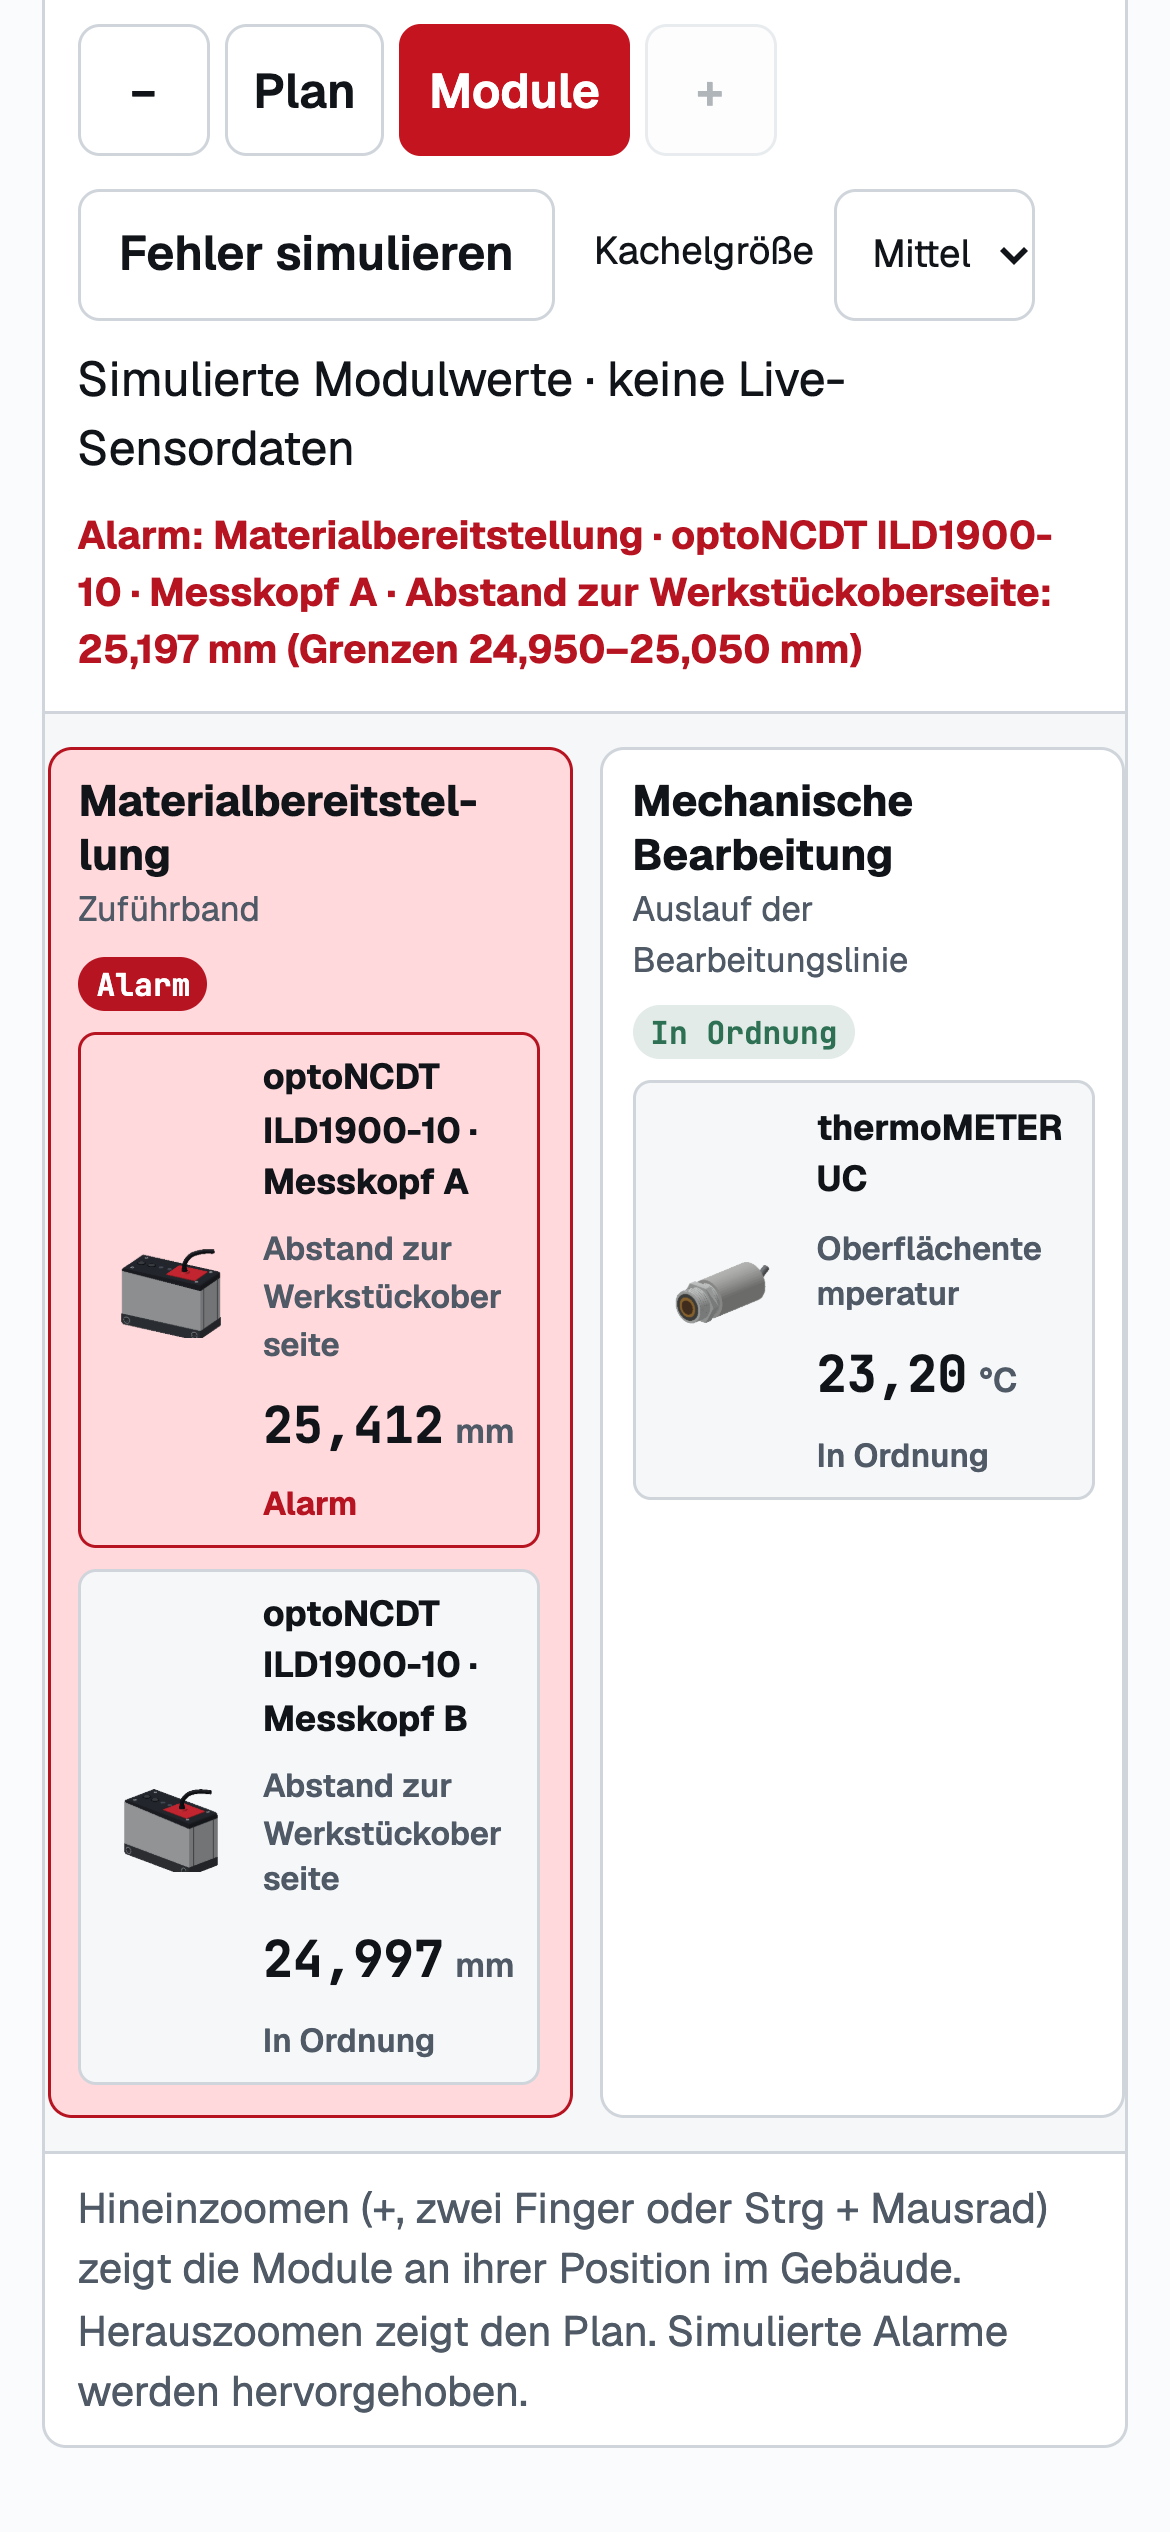 −
Plan
Module
+
Fehler simulieren
Kachelgröße
Mittel
Simulierte Modulwerte · keine Live-
Sensordaten
Alarm: Materialbereitstellung · optoNCDT ILD1900-
10 · Messkopf A · Abstand zur Werkstückoberseite:
25,197 mm (Grenzen 24,950–25,050 mm)
Materialbereitstel-
lung
Zuführband
Alarm
optoNCDT
ILD1900-10 ·
Messkopf A
Abstand zur
Werkstückober
seite
25,412 mm
Alarm
optoNCDT
ILD1900-10 ·
Messkopf B
Abstand zur
Werkstückober
seite
24,997 mm
In Ordnung
Mechanische
Bearbeitung
Auslauf der
Bearbeitungslinie
In Ordnung
thermoMETER
UC
Oberflächente
mperatur
23,20 °C
In Ordnung
Hineinzoomen (+, zwei Finger oder Strg + Mausrad)
zeigt die Module an ihrer Position im Gebäude.
Herauszoomen zeigt den Plan. Simulierte Alarme
werden hervorgehoben.